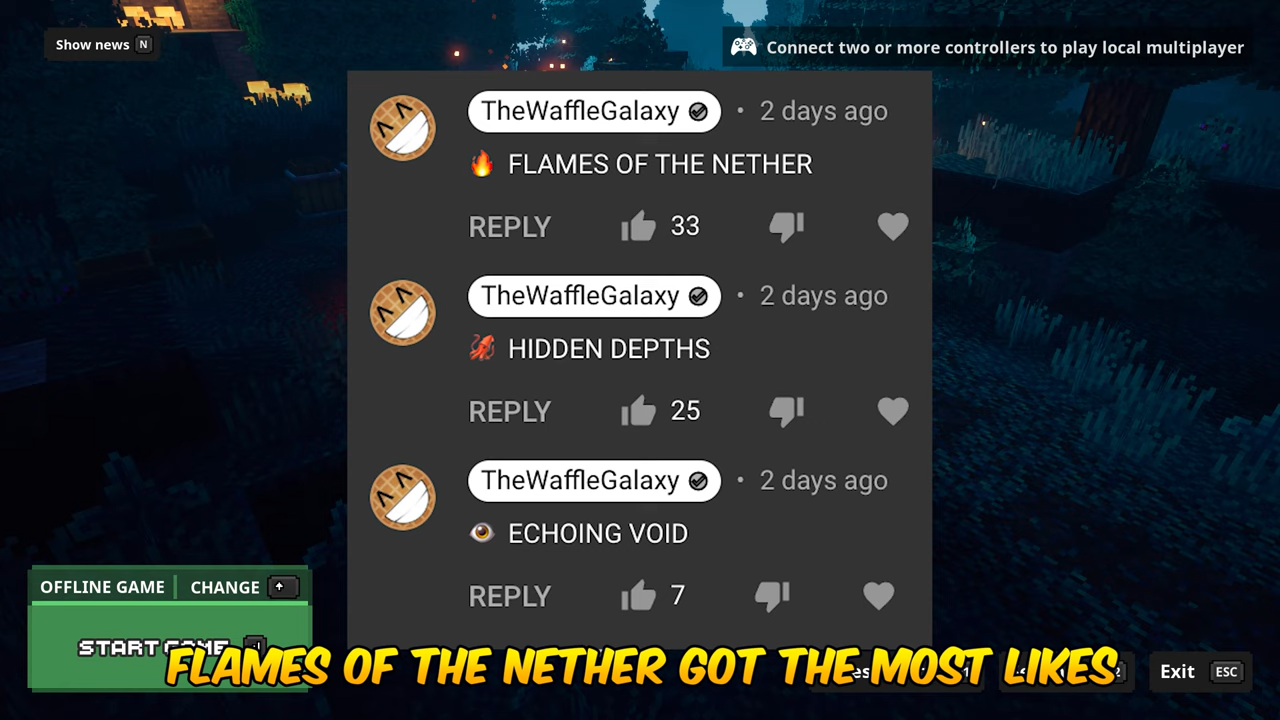 Show news N
Connect two or more controllers to play local multiplayer
TheWaffleGalaxy • 2 days ago
🔥 FLAMES OF THE NETHER
REPLY 33
TheWaffleGalaxy • 2 days ago
🦑 HIDDEN DEPTHS
REPLY 25
TheWaffleGalaxy • 2 days ago
👁️ ECHOING VOID
REPLY 7
OFFLINE GAME | CHANGE
START GAME
FLAMES OF THE NETHER GOT THE MOST LIKES
Exit ESC